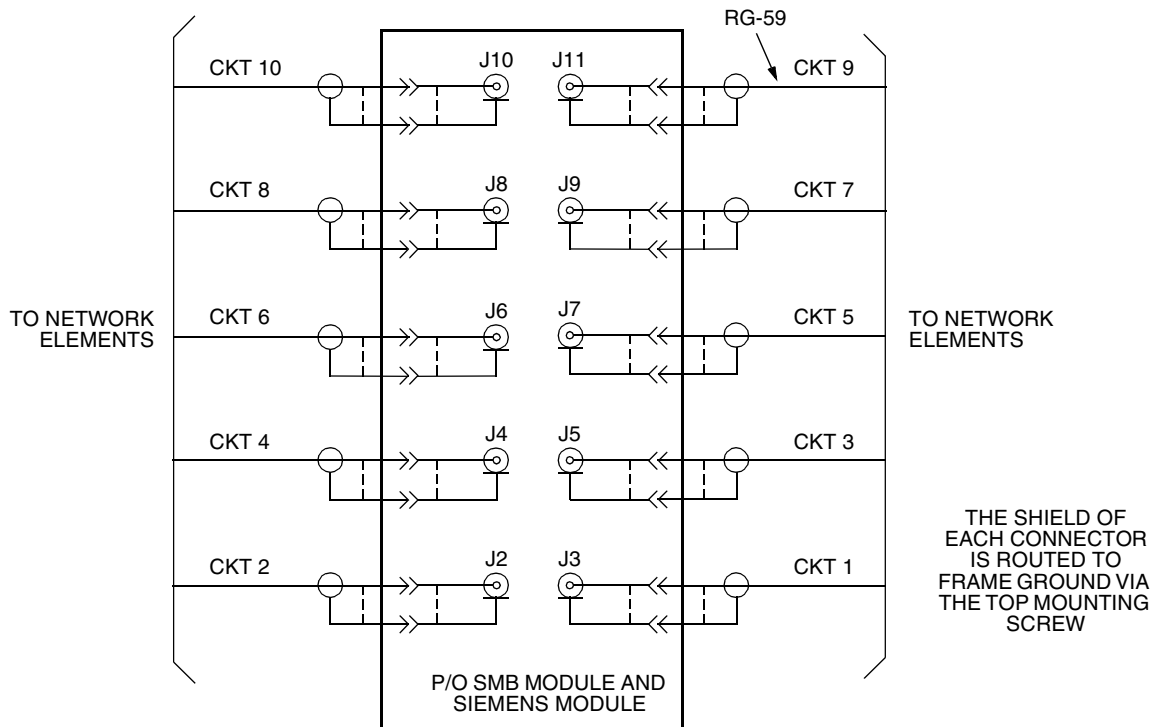 RG-59
CKT 10
J10
J11
CKT 9
CKT 8
J8
J9
CKT 7
TO NETWORK
ELEMENTS
CKT 6
J6
J7
CKT 5
TO NETWORK
ELEMENTS
CKT 4
J4
J5
CKT 3
CKT 2
J2
J3
CKT 1
THE SHIELD OF
EACH CONNECTOR
IS ROUTED TO
FRAME GROUND VIA
THE TOP MOUNTING
SCREW
P/O SMB MODULE AND
SIEMENS MODULE